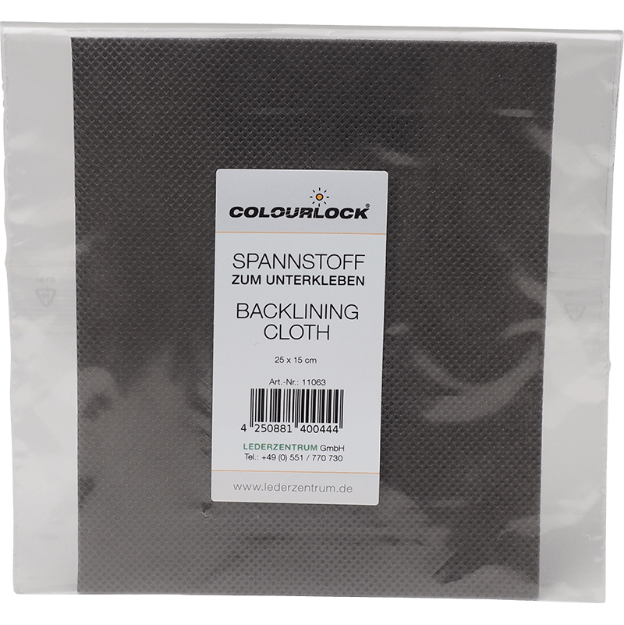 COLOURLOCK®
SPANNSTOFF
ZUM UNTERKLEBEN
BACKLINING
CLOTH
25 x 15 cm
Art.-Nr.: 11063
4 250881 400444
LEDERZENTRUM GmbH
Tel.: +49 (0) 551 / 770 730
www.lederzentrum.de